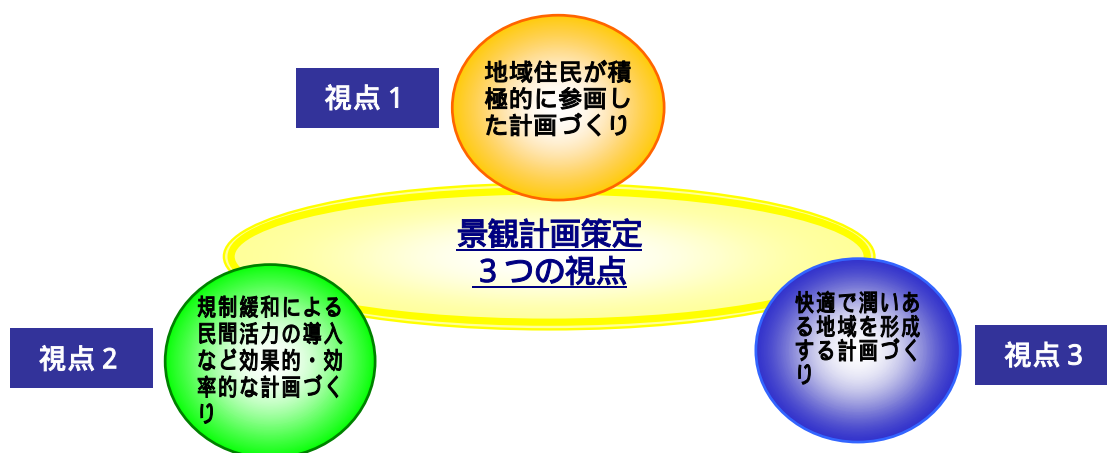 視点1
地域住民が積
極的に参画し
た計画づくり
景観計画策定
3つの視点
視点2
規制緩和による
民間活力の導入
など効果的・効
率的な計画づく
り
快適で潤いあ
る地域を形成
する計画づく
り
視点3